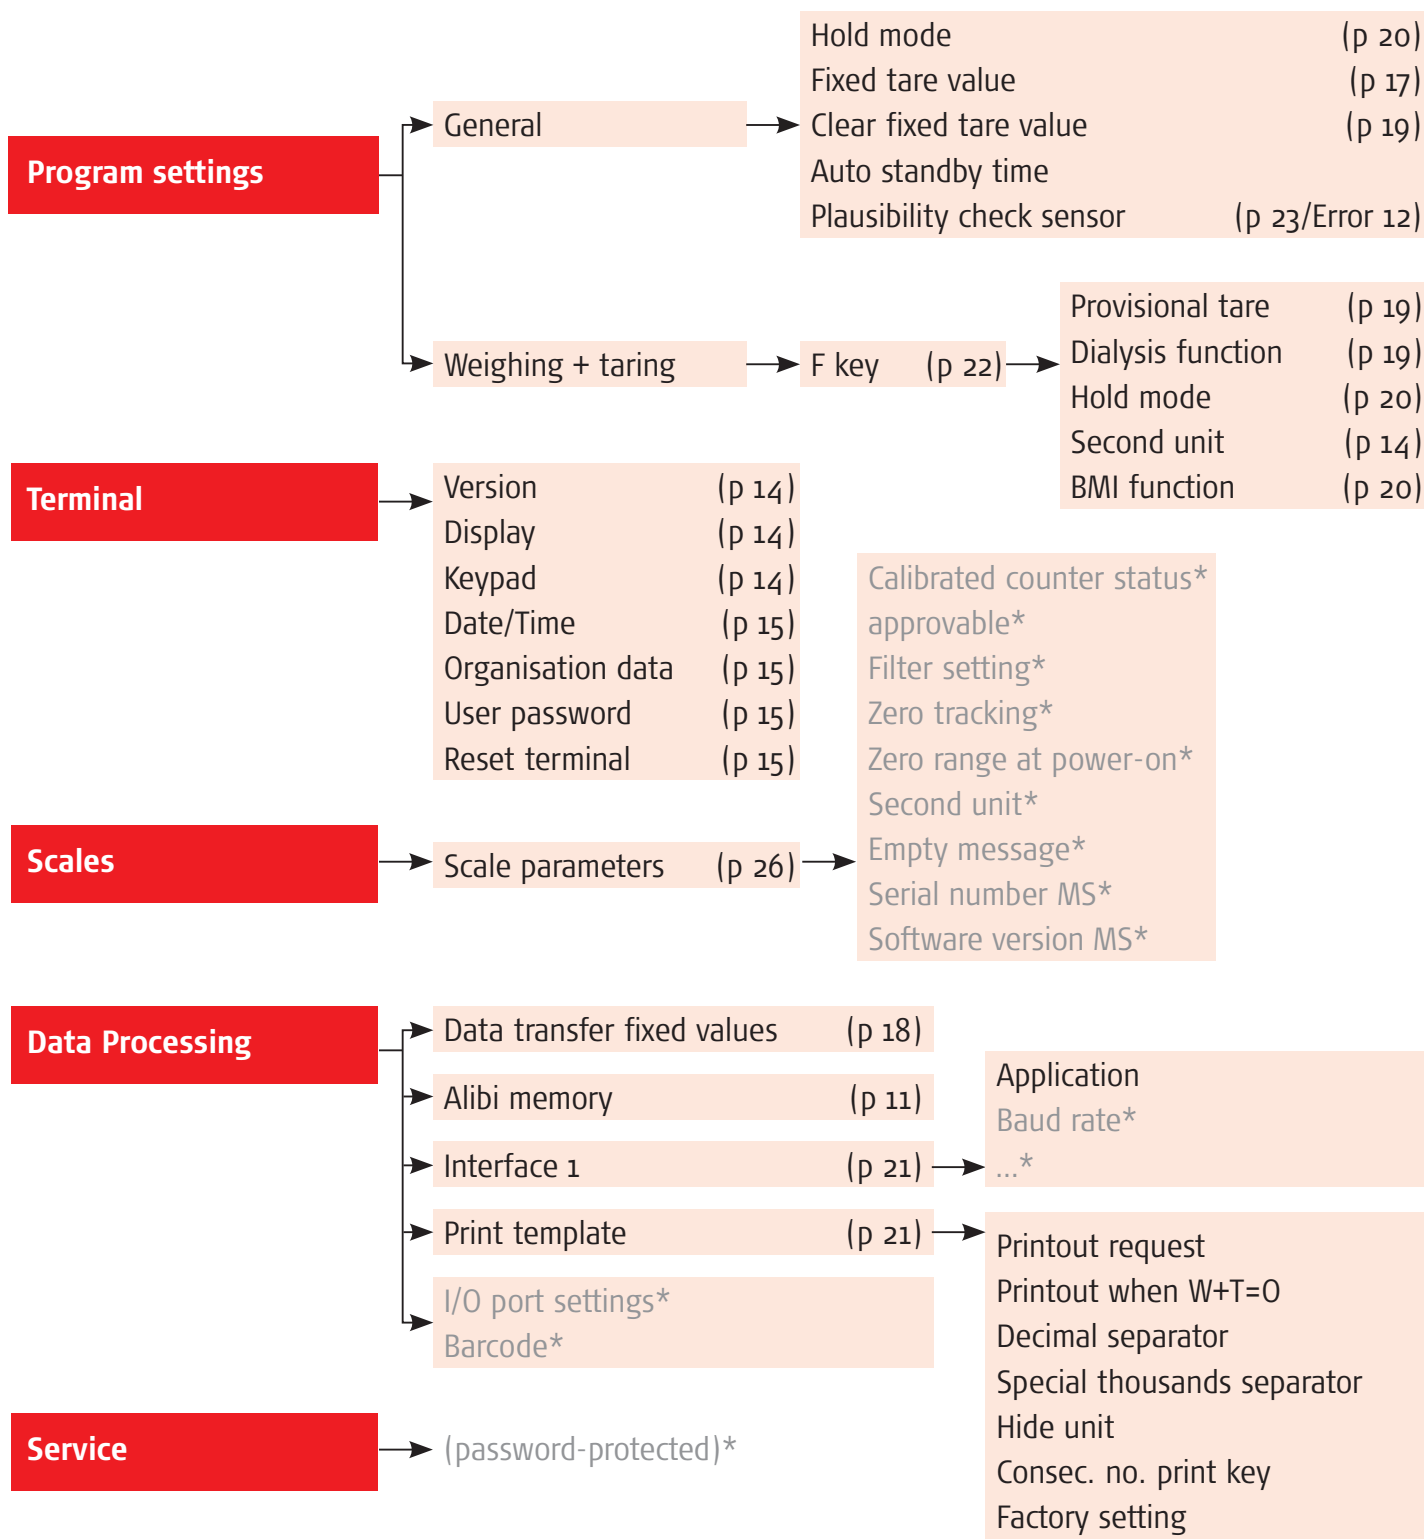 Program settings
General
Hold mode (p 20)
Fixed tare value (p 17)
Clear fixed tare value (p 19)
Auto standby time
Plausibility check sensor (p 23/Error 12)
Weighing + taring
F key (p 22)
Provisional tare (p 19)
Dialysis function (p 19)
Hold mode (p 20)
Second unit (p 14)
BMI function (p 20)
Terminal
Version (p 14)
Display (p 14)
Keypad (p 14)
Date/Time (p 15)
Organisation data (p 15)
User password (p 15)
Reset terminal (p 15)
Scales
Scale parameters (p 26)
Calibrated counter status*
approvable*
Filter setting*
Zero tracking*
Zero range at power-on*
Second unit*
Empty message*
Serial number MS*
Software version MS*
Data Processing
Data transfer fixed values (p 18)
Alibi memory (p 11)
Interface 1 (p 21)
Application
Baud rate*
...*
Print template (p 21)
Printout request
Printout when W+T=0
Decimal separator
Special thousands separator
Hide unit
Consec. no. print key
Factory setting
I/O port settings*
Barcode*
Service
(password-protected)*